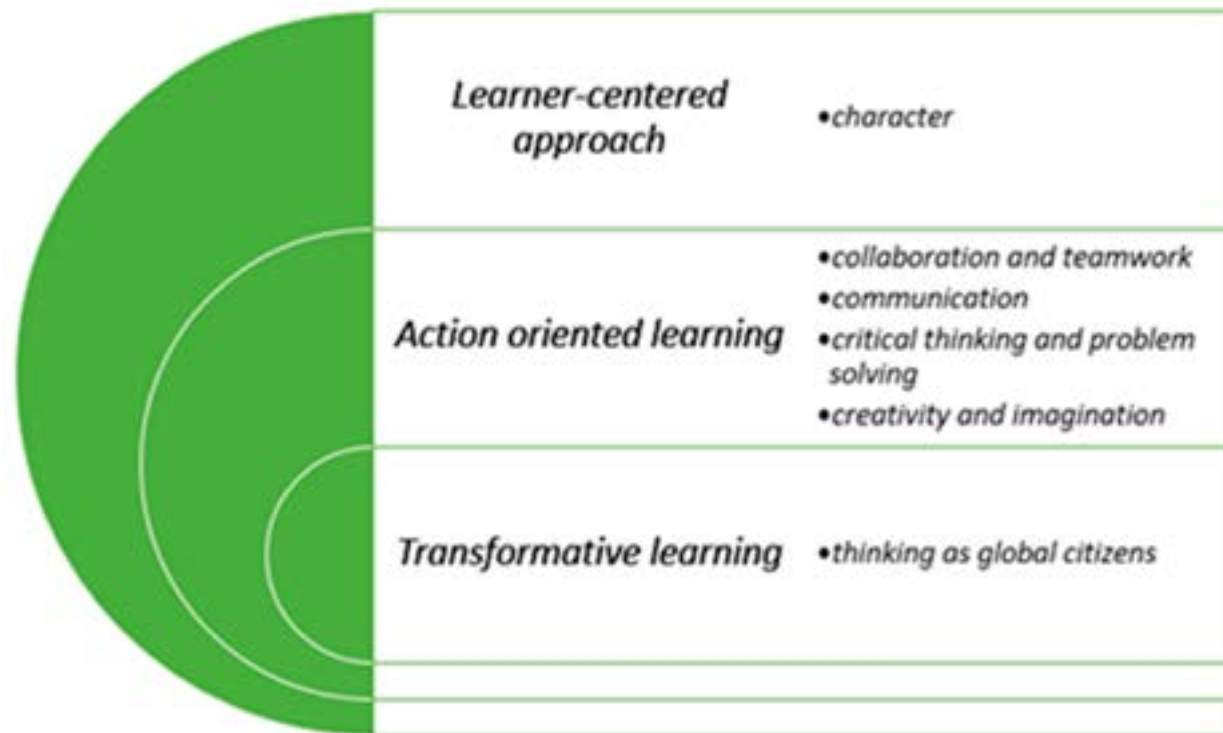 Learner-centered
approach
•character
Action oriented learning
•collaboration and teamwork
•communication
•critical thinking and problem
solving
•creativity and imagination
Transformative learning
•thinking as global citizens